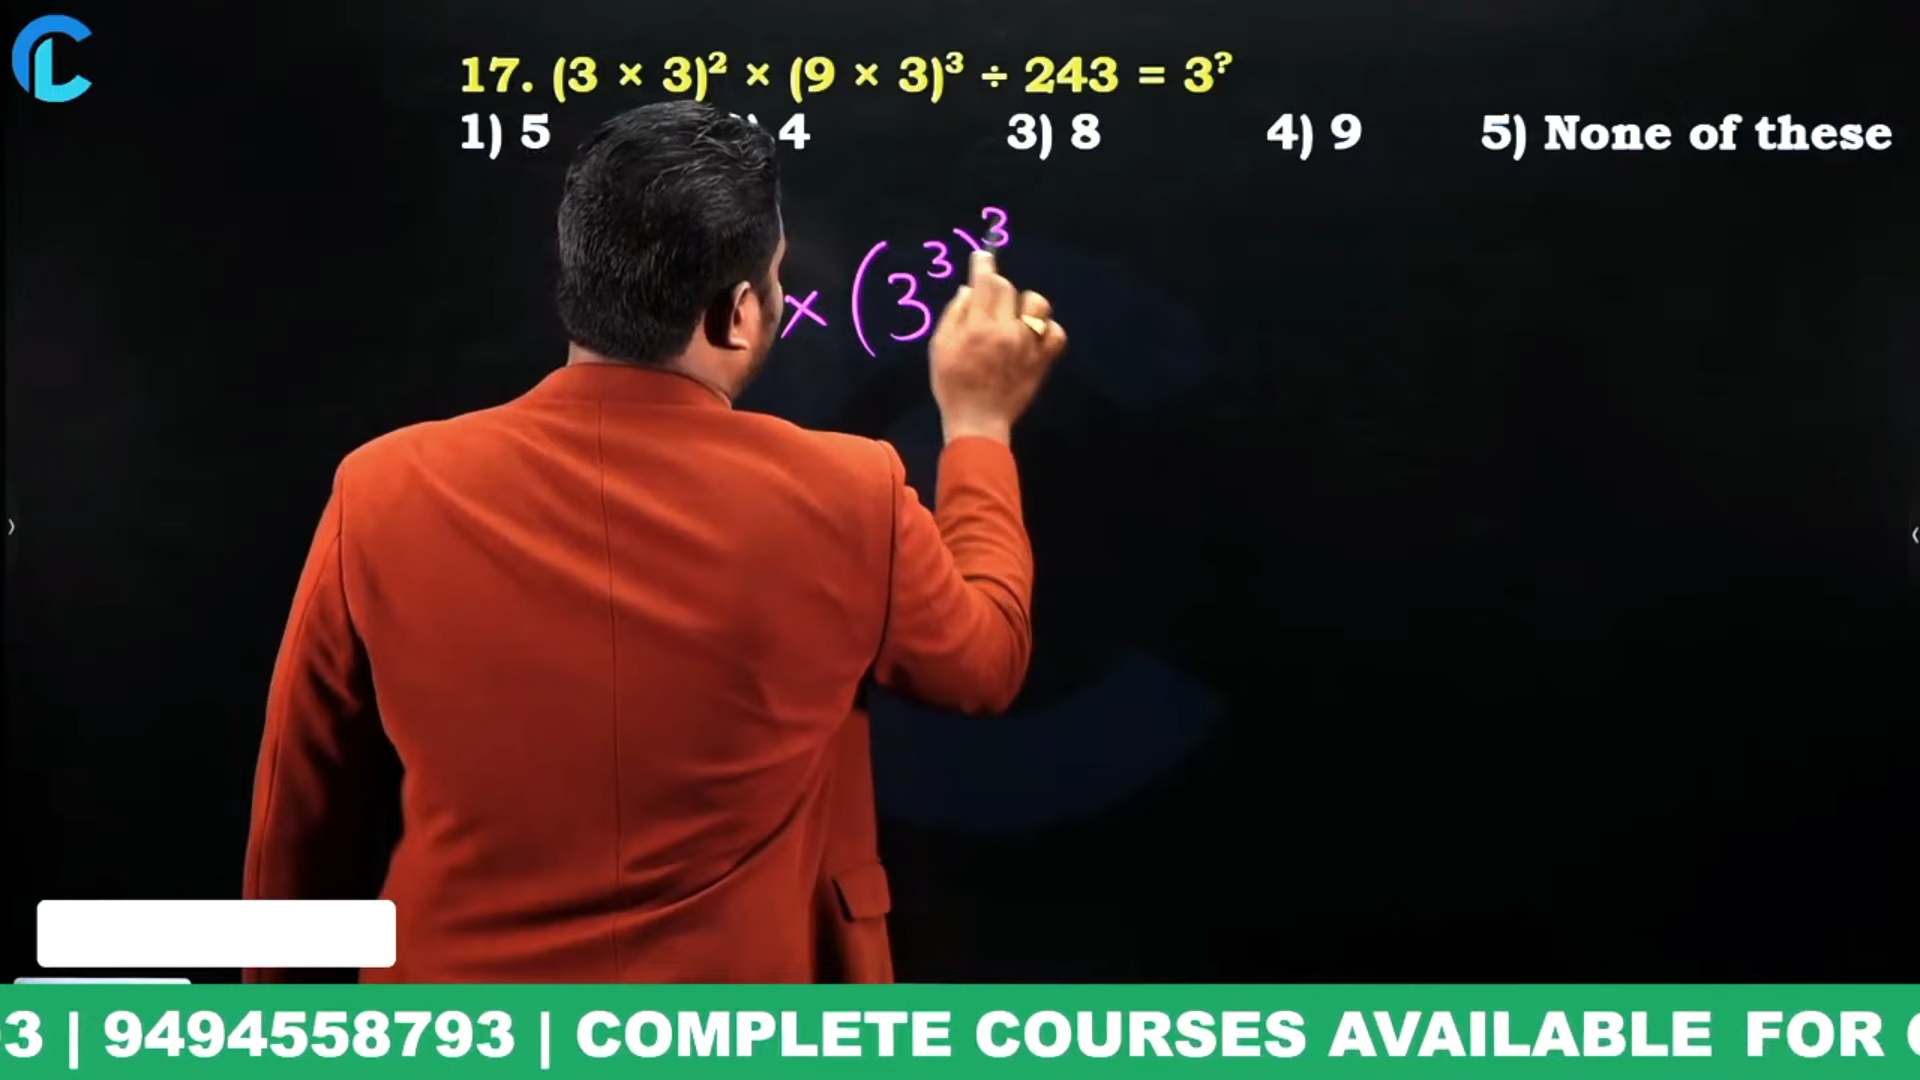 17. (3 × 3)² × (9 × 3)³ ÷ 243 = 3^?
1) 5 ) 4 3) 8 4) 9 5) None of these
× (3³)³
3 | 9494558793 | COMPLETE COURSES AVAILABLE FOR